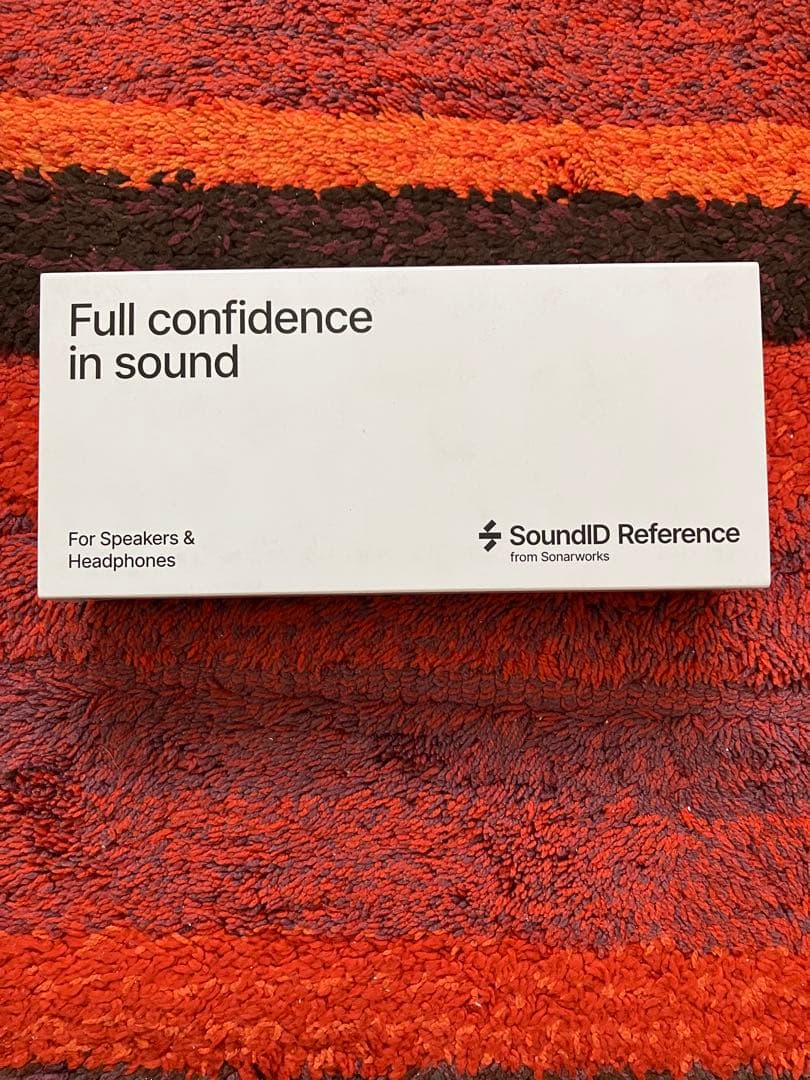 Full confidence
in sound
For Speakers &
Headphones
SoundID Reference
from Sonarworks